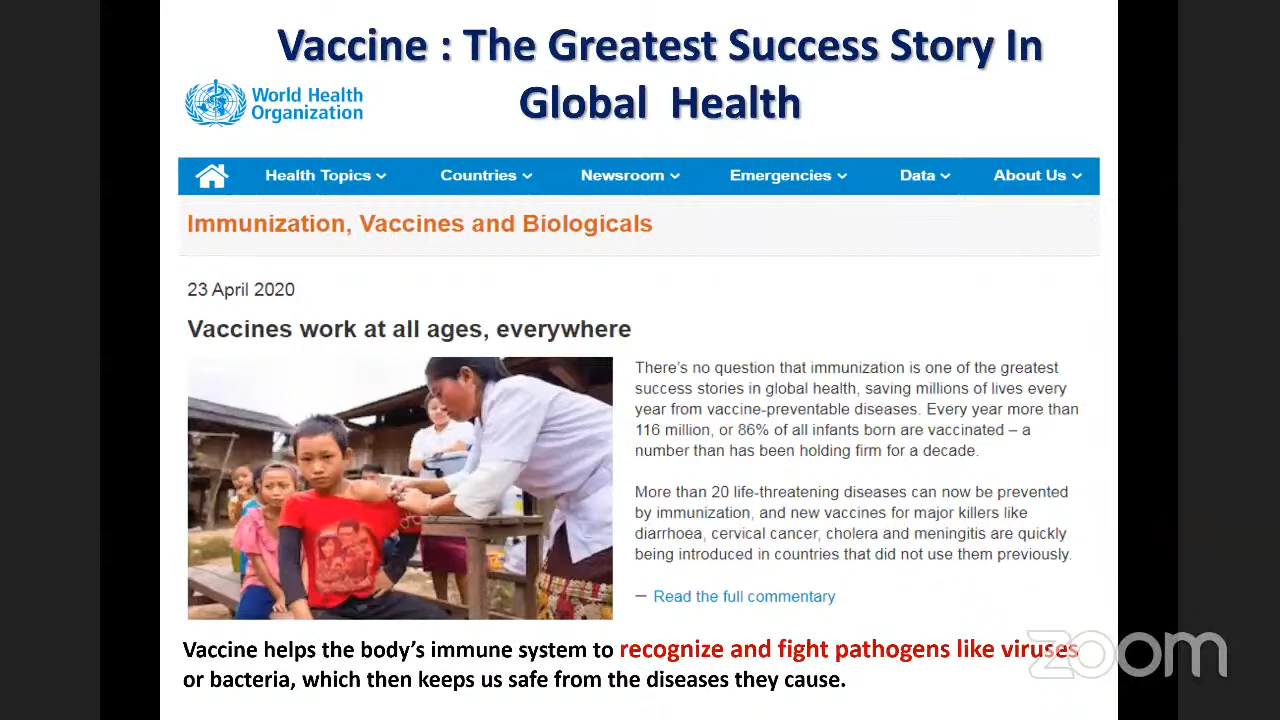 Vaccine : The Greatest Success Story In
Global Health
World Health
Organization
Health Topics
Countries
Newsroom
Emergencies
Data
About Us
Immunization, Vaccines and Biologicals
23 April 2020
Vaccines work at all ages, everywhere
There's no question that immunization is one of the greatest
success stories in global health, saving millions of lives every
year from vaccine-preventable diseases. Every year more than
116 million, or 86% of all infants born are vaccinated – a
number than has been holding firm for a decade.
More than 20 life-threatening diseases can now be prevented
by immunization, and new vaccines for major killers like
diarrhoea, cervical cancer, cholera and meningitis are quickly
being introduced in countries that did not use them previously.
— Read the full commentary
Vaccine helps the body's immune system to recognize and fight pathogens like viruses
or bacteria, which then keeps us safe from the diseases they cause.
zoom